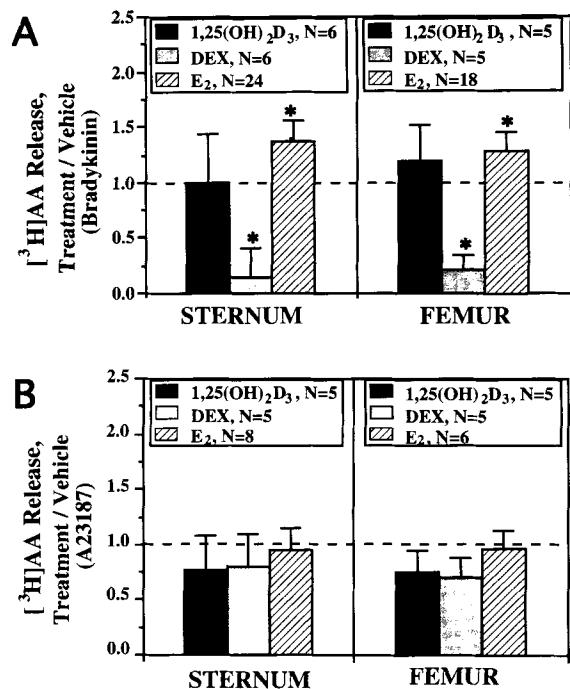 A
[³H]AA Release,
Treatment / Vehicle
(Bradykinin)
2.5
2.0
1.5
1.0
0.5
0.0
1,25(OH)₂D₃, N=6
DEX, N=6
E₂, N=24
* *
STERNUM
1,25(OH)₂D₃, N=5
DEX, N=5
E₂, N=18
* *
FEMUR
B
[³H]AA Release,
Treatment / Vehicle
(A23187)
2.5
2.0
1.5
1.0
0.5
0.0
1,25(OH)₂D₃, N=5
DEX, N=5
E₂, N=8
STERNUM
1,25(OH)₂D₃, N=5
DEX, N=5
E₂, N=6
FEMUR